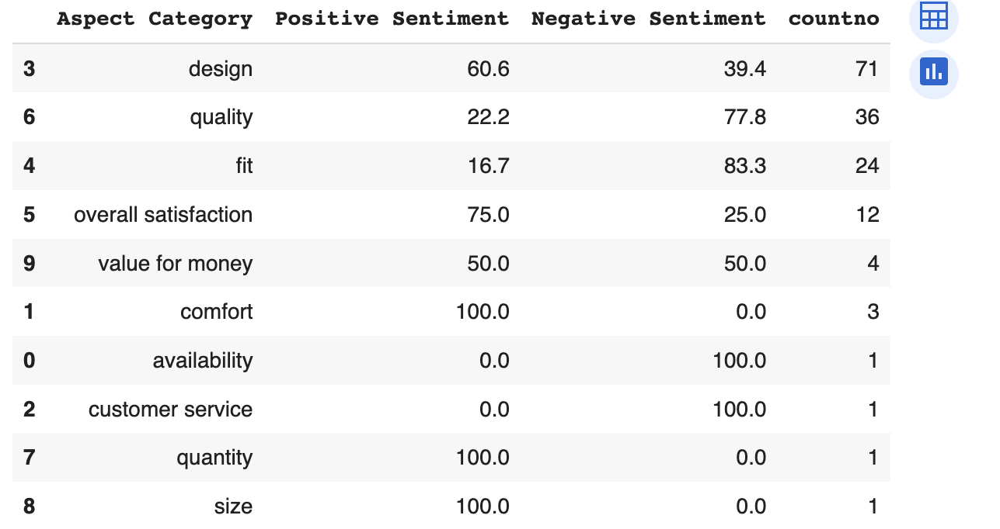 Aspect Category Positive Sentiment Negative Sentiment countno
3 design 60.6 39.4 71
6 quality 22.2 77.8 36
4 fit 16.7 83.3 24
5 overall satisfaction 75.0 25.0 12
9 value for money 50.0 50.0 4
1 comfort 100.0 0.0 3
0 availability 0.0 100.0 1
2 customer service 0.0 100.0 1
7 quantity 100.0 0.0 1
8 size 100.0 0.0 1